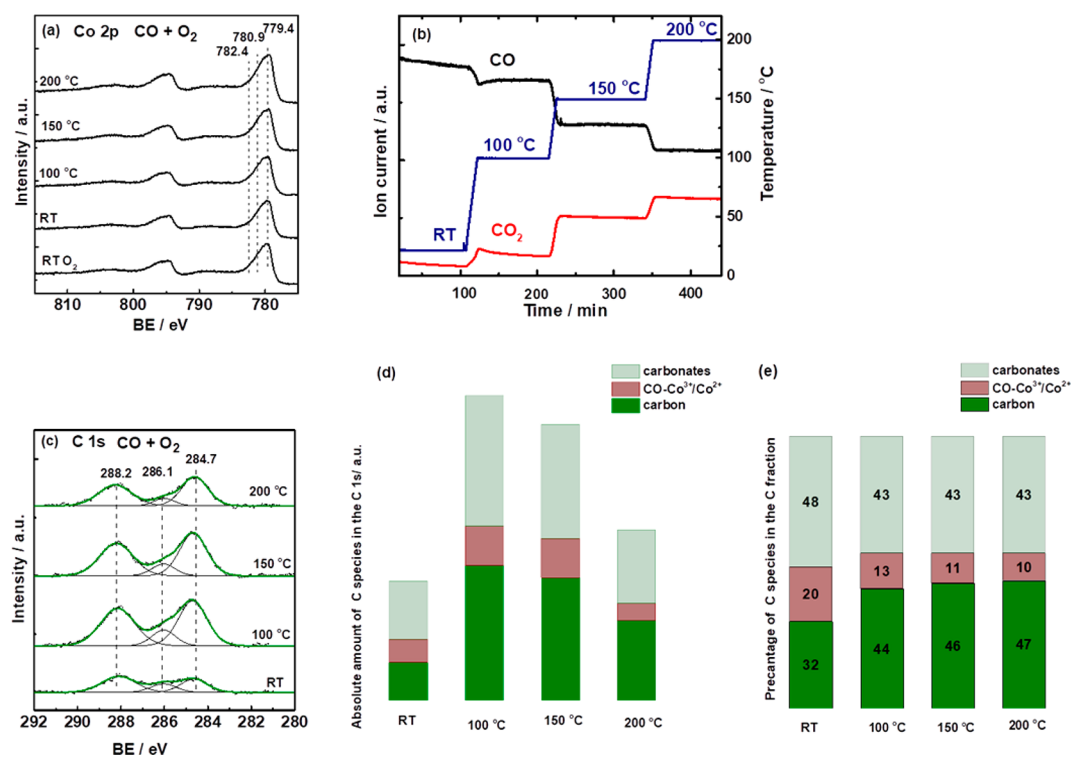 (a) Co 2p CO + O₂
779.4
780.9
782.4
200 °C
150 °C
100 °C
RT
RT O₂
Intensity / a.u.
810 800 790 780
BE / eV
(b)
200 °C
CO
150 °C
100 °C
RT
CO₂
Ion current / a.u.
200
150
100
50
0
Temperature / °C
100 200 300 400
Time / min
(c) C 1s CO + O₂
288.2 286.1 284.7
200 °C
150 °C
100 °C
RT
Intensity / a.u.
292 290 288 286 284 282 280
BE / eV
(d)
carbonates
CO-Co³⁺/Co²⁺
carbon
Absolute amount of C species in the C 1s/ a.u.
RT 100 °C 150 °C 200 °C
(e)
carbonates
CO-Co³⁺/Co²⁺
carbon
Precantage of C species in the C fraction
48 43 43 43
20 13 11 10
32 44 46 47
RT 100 °C 150 °C 200 °C